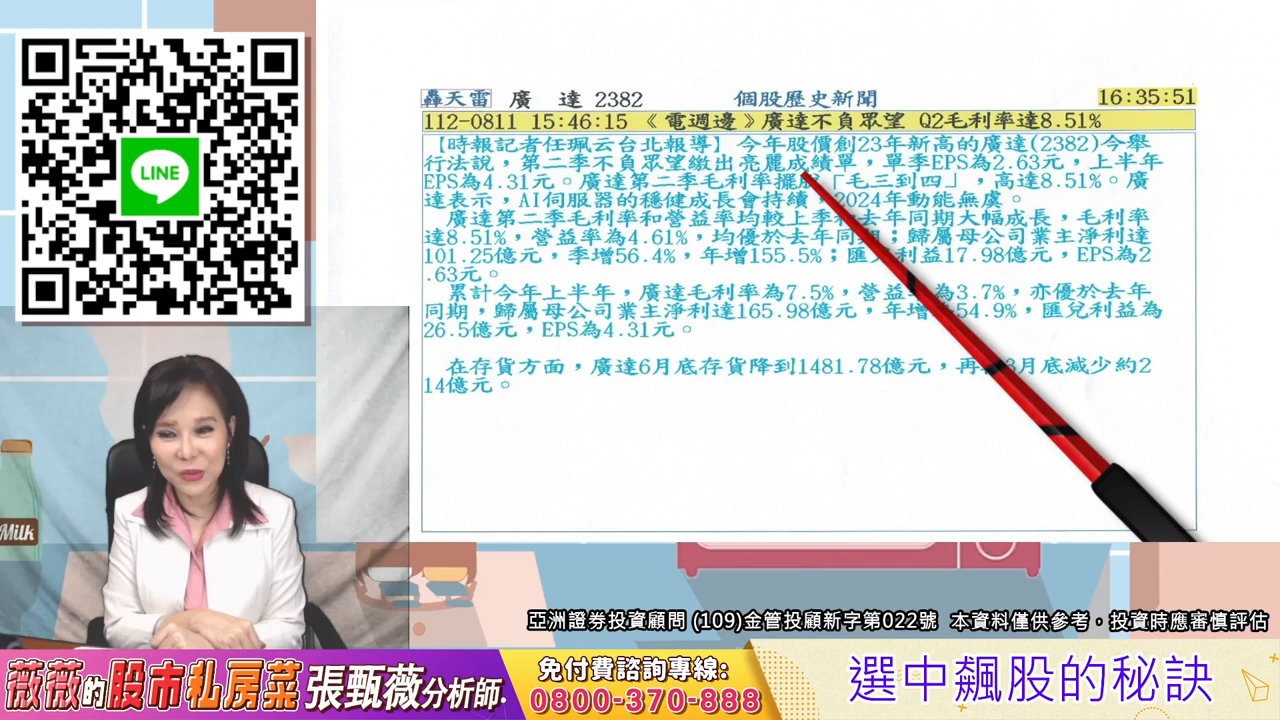 LINE
轟天雷 廣 達 2382 個股歷史新聞 16:35:51
112-0811 15:46:15 《電週邊》廣達不負眾望 Q2毛利率達8.51%
【時報記者任珮云台北報導】今年股價創23年新高的廣達(2382)今舉
行法說,第二季不負眾望繳出亮麗成績單,單季EPS為2.63元,上半年
EPS為4.31元。廣達第二季毛利率擺脫「毛三到四」,高達8.51%。廣
達表示,AI伺服器的穩健成長會持續,2024年動能無虞。
廣達第二季毛利率和營益率均較上季和去年同期大幅成長,毛利率
達8.51%,營益率為4.61%,均優於去年同期;歸屬母公司業主淨利達
101.25億元,季增56.4%,年增155.5%;匯兌利益17.98億元,EPS為2
.63元。
累計今年上半年,廣達毛利率為7.5%,營益率為3.7%,亦優於去年
同期,歸屬母公司業主淨利達165.98億元,年增54.9%,匯兌利益為
26.5億元,EPS為4.31元。
在存貨方面,廣達6月底存貨降到1481.78億元,再 3月底減少約2
14億元。
Milk
亞洲證券投資顧問 (109)金管投顧新字第022號 本資料僅供參考,投資時應審慎評估
薇薇的股市私房菜 張甄薇分析師.
免付費諮詢專線:
0800-370-888
選中飆股的秘訣